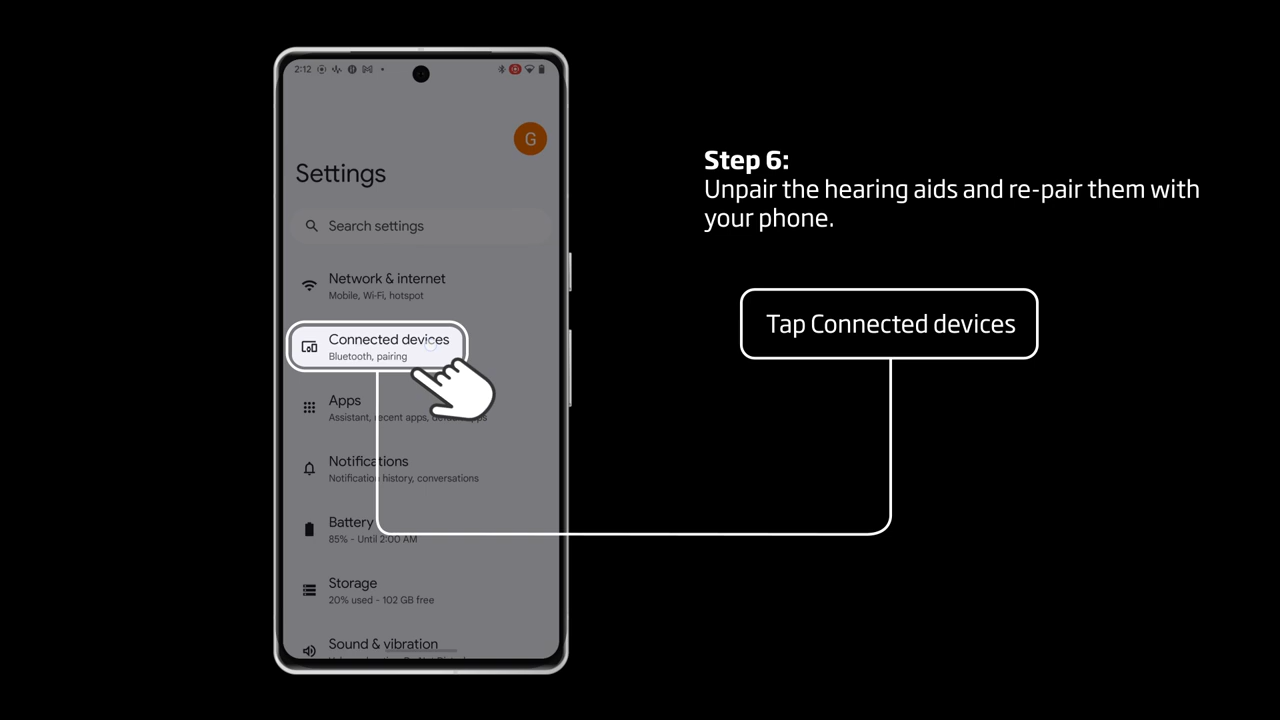 2:12
G
Settings
Search settings
Network & internet
Mobile, Wi-Fi, hotspot
Connected devices
Bluetooth, pairing
Apps
Assistant, recent apps, default apps
Notifications
Notification history, conversations
Battery
85% - Until 2:00 AM
Storage
20% used - 102 GB free
Sound & vibration
Step 6:
Unpair the hearing aids and re-pair them with
your phone.
Tap Connected devices